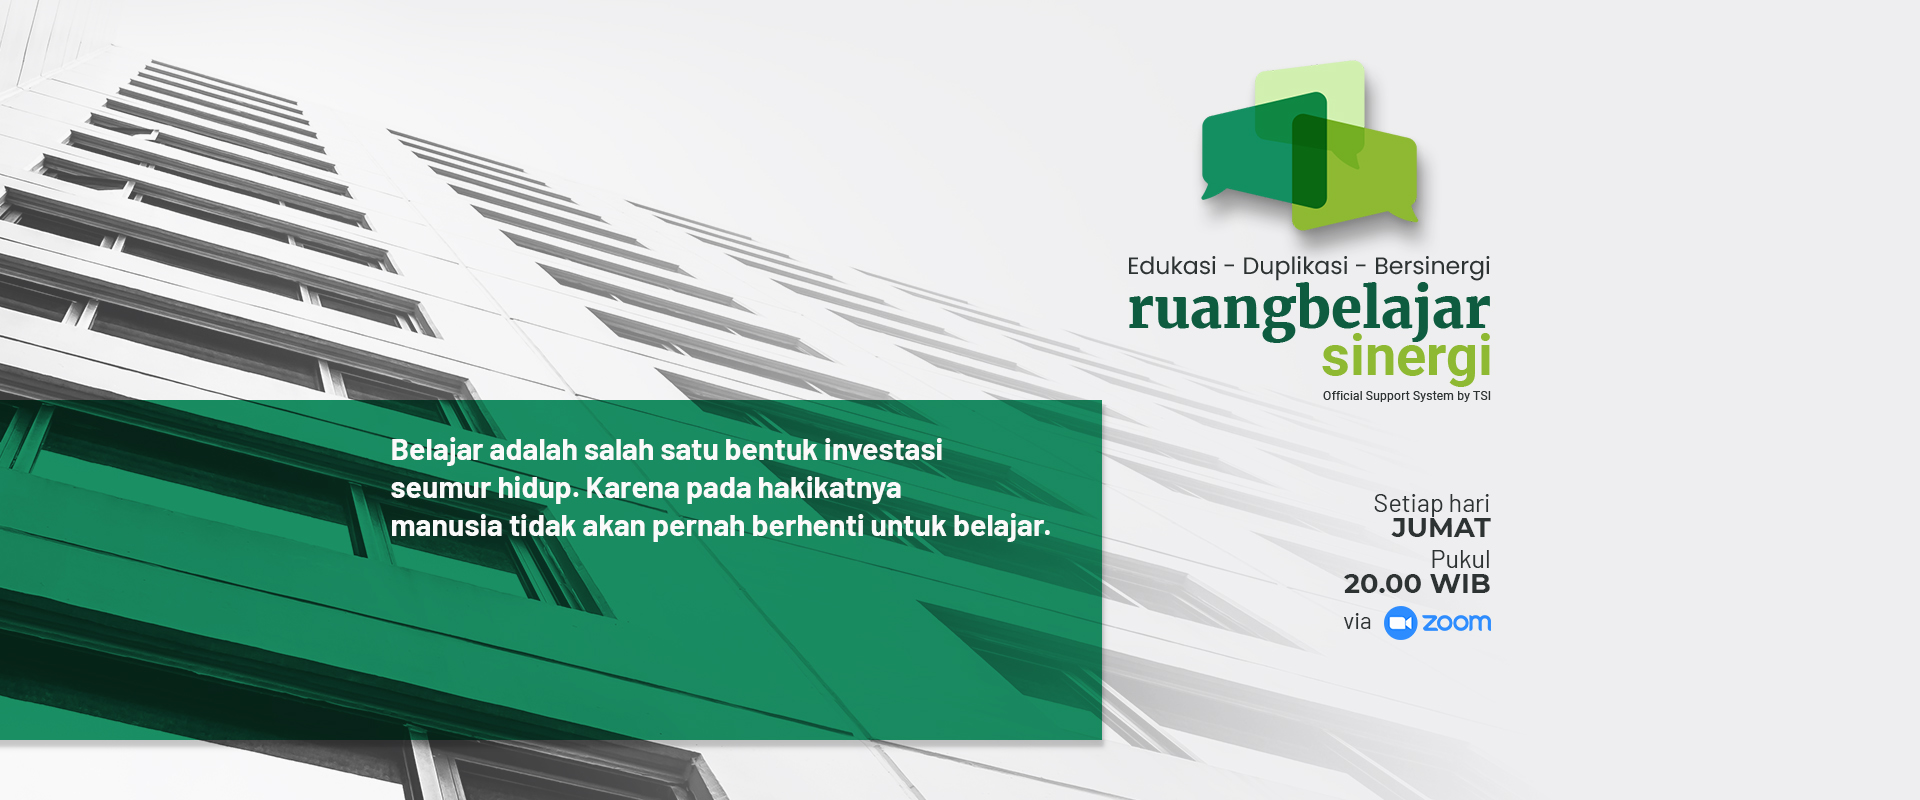 Edukasi - Duplikasi - Bersinergi
ruangbelajar
sinergi
Official Support System by TSI
Belajar adalah salah satu bentuk investasi
seumur hidup. Karena pada hakikatnya
manusia tidak akan pernah berhenti untuk belajar.
Setiap hari
JUMAT
Pukul
20.00 WIB
via zoom